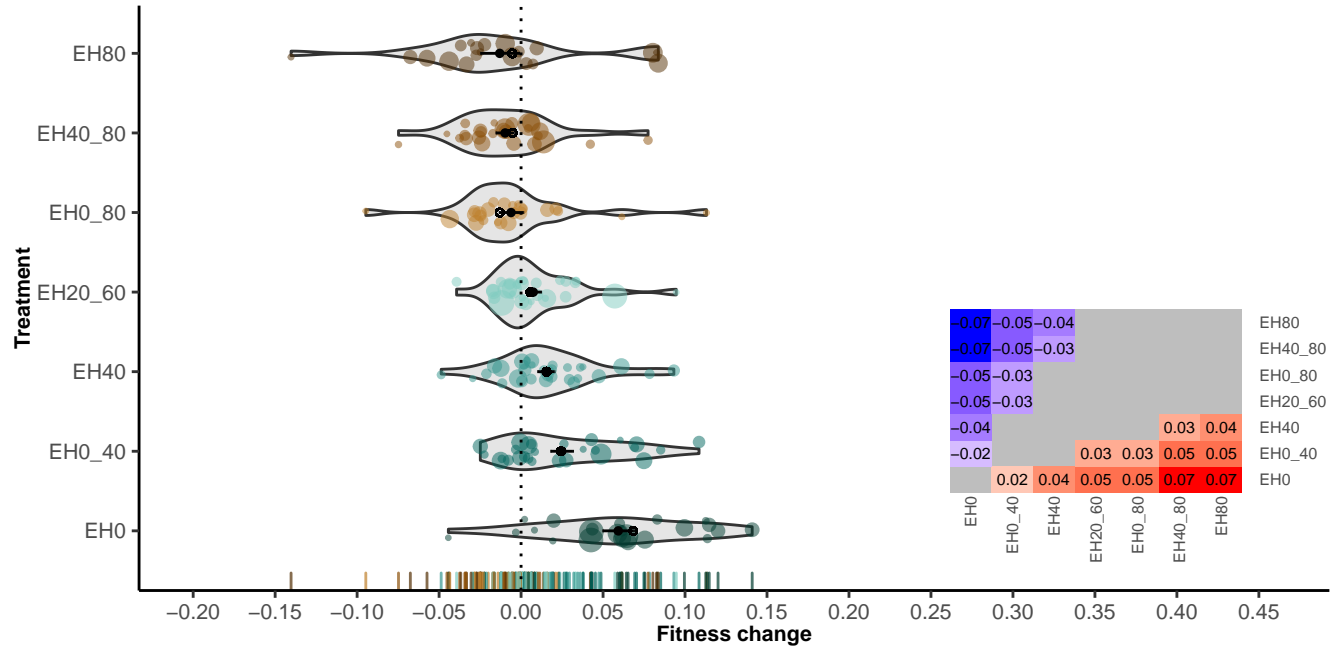 Treatment
EH80
EH40_80
EH0_80
EH20_60
EH40
EH0_40
EH0
−0.20 −0.15 −0.10 −0.05 0.00 0.05 0.10 0.15 0.20 0.25 0.30 0.35 0.40 0.45
Fitness change
−0.07 −0.05 −0.04 EH80
−0.07 −0.05 −0.03 EH40_80
−0.05 −0.03 EH0_80
−0.05 −0.03 EH20_60
−0.04 0.03 0.04 EH40
−0.02 0.03 0.03 0.05 0.05 EH0_40
0.02 0.04 0.05 0.05 0.07 0.07 EH0
EH0 EH0_40 EH40 EH20_60 EH0_80 EH40_80 EH80